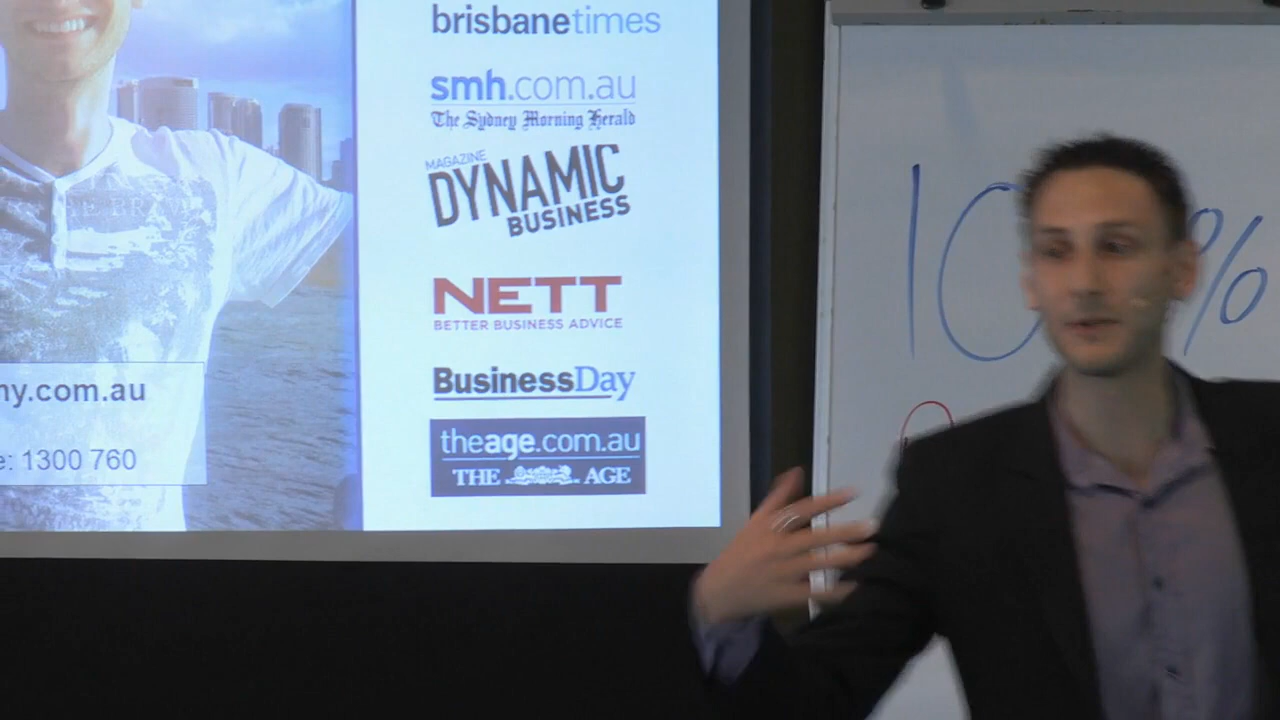 brisbanetimes
smh.com.au
The Sydney Morning Herald
MAGAZINE
DYNAMIC
BUSINESS
NETT
BETTER BUSINESS ADVICE
BusinessDay
theage.com.au
THE AGE
ny.com.au
e: 1300 760
10 %